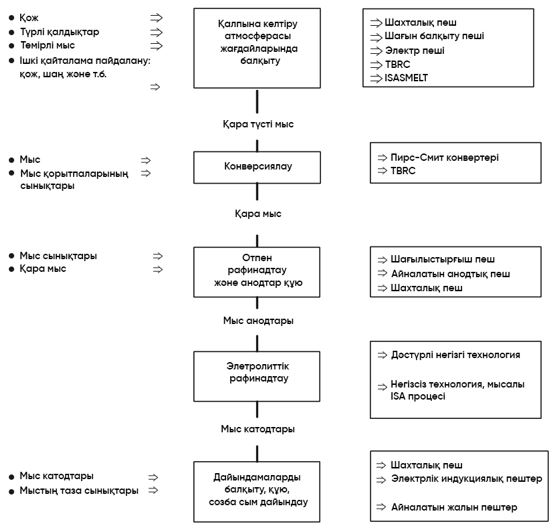 Қож
Түрлі қалдықтар
Темірлі мыс
Ішкі қайталама пайдалану:
қож, шаң және т.б.
Қалпына келтіру
атмосферасы
жағдайларында
балқыту
Шахталық пеш
Шағын балқыту пеші
Электр пеші
TBRC
ISASMELT
Қара түсті мыс
Мыс
Мыс қорытпаларының
сынықтары
Конверсиялау
Пирс-Смит конвертері
TBRC
Қара мыс
Мыс сынықтары
Қара мыс
Отпен
рафинадтау
және анодтар құю
Шағылыстырғыш пеш
Айналатын анодтық пеш
Шахталық пеш
Мыс анодтары
Элетролиттік
рафинадтау
Достүрлі негізгі технология
Негізсіз технология, мысалы
ISA процесі
Мыс катодтары
Мыс катодтары
Мыстың таза сынықтары
Дайындамаларды
балқыту, құю,
созба сым дайындау
Шахталық пеш
Электрлік индукциялық пештер
Айналатын жалын пештер